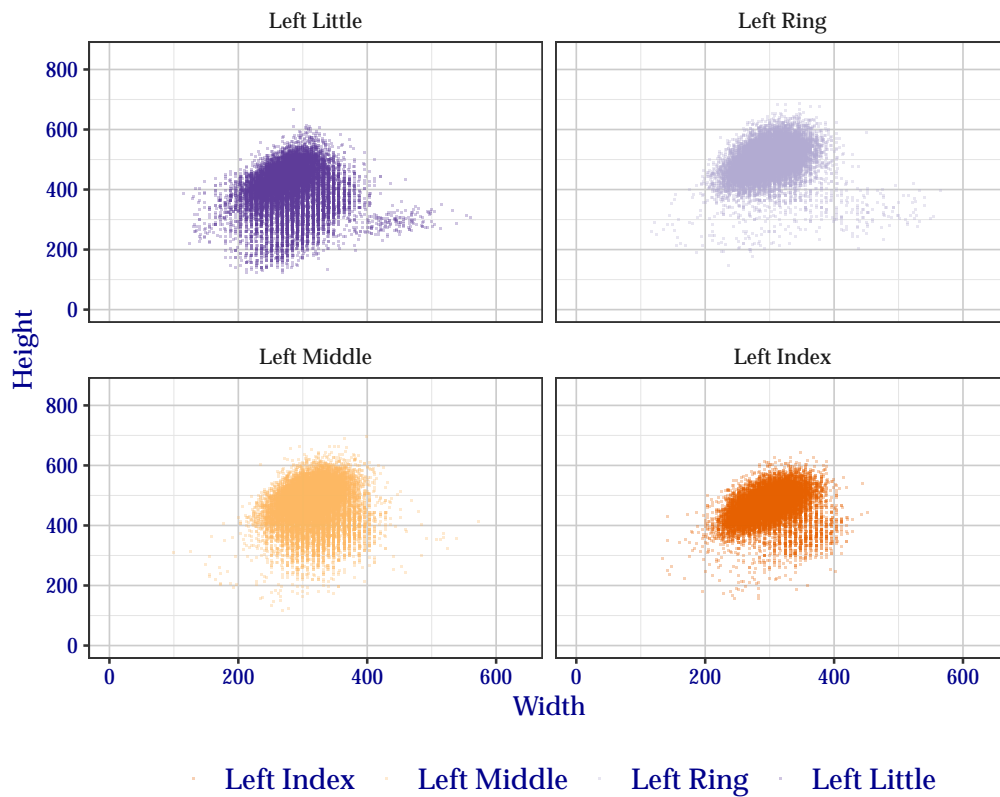 Left Little Left Ring
800
600
400
200
0
Height
Left Middle Left Index
800
600
400
200
0
0 200 400 600 0 200 400 600
Width
Left Index Left Middle Left Ring Left Little